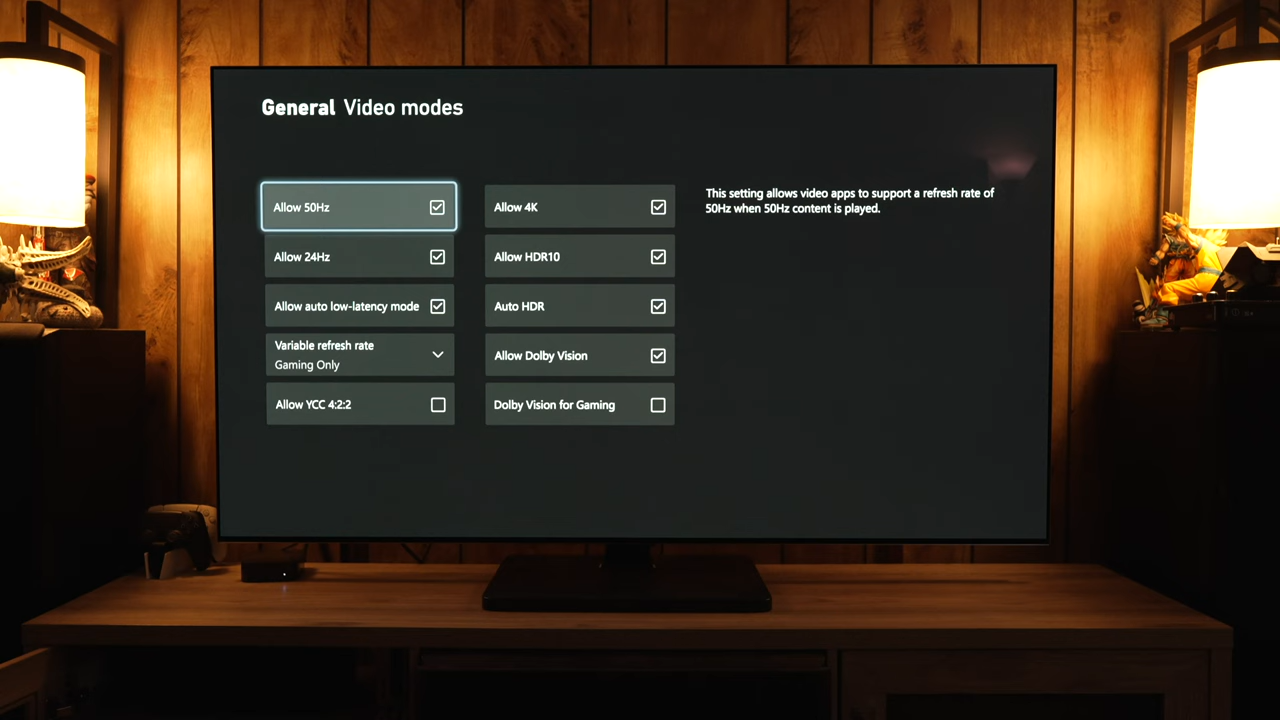 General Video modes
Allow 50Hz
Allow 24Hz
Allow auto low-latency mode
Variable refresh rate
Gaming Only
Allow YCC 4:2:2
Allow 4K
Allow HDR10
Auto HDR
Allow Dolby Vision
Dolby Vision for Gaming
This setting allows video apps to support a refresh rate of
50Hz when 50Hz content is played.